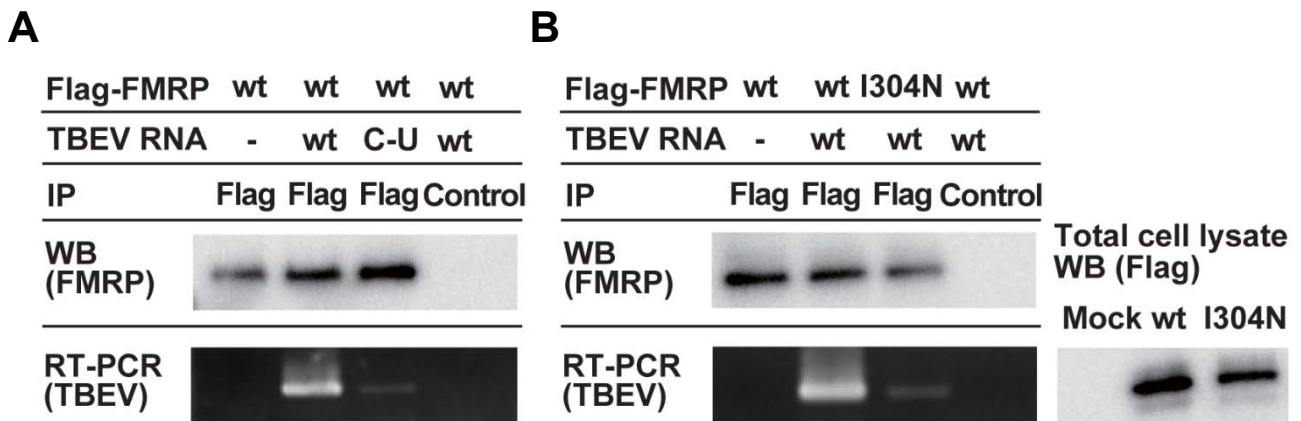 A
Flag-FMRP wt wt wt wt
TBEV RNA - wt C-U wt
IP Flag Flag Flag Control
WB
(FMRP)
RT-PCR
(TBEV)
B
Flag-FMRP wt wt I304N wt
TBEV RNA - wt wt wt
IP Flag Flag Flag Control
WB
(FMRP)
RT-PCR
(TBEV)
Total cell lysate
WB (Flag)
Mock wt I304N